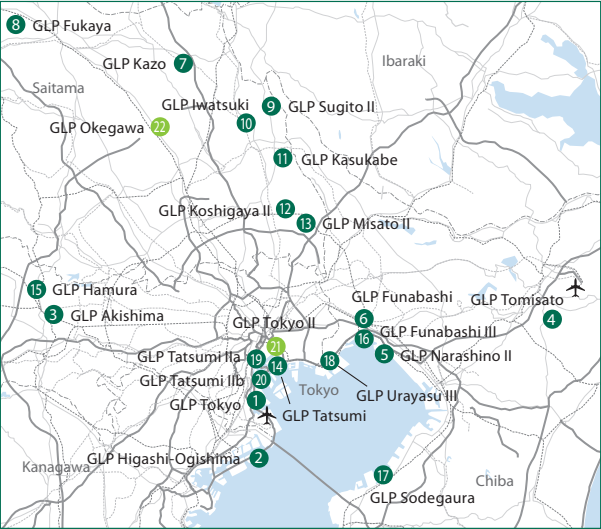 8 GLP Fukaya
Ibaraki
GLP Kazo 7
Saitama
GLP Iwatsuki 9 GLP Sugito II
GLP Okegawa 22 10
11 GLP Kasukabe
GLP Koshigaya II 12
13 GLP Misato II
15 GLP Hamura
GLP Funabashi GLP Tomisato
3 GLP Akishima
GLP Tokyo II 6 4
16 GLP Funabashi III
21
GLP Tatsumi IIa 19 14 18 5 GLP Narashino II
GLP Tatsumi IIb 20 Tokyo GLP Urayasu III
GLP Tokyo 1 GLP Tatsumi
GLP Higashi-Ogishima 2
Kanagawa
17 Chiba
GLP Sodegaura